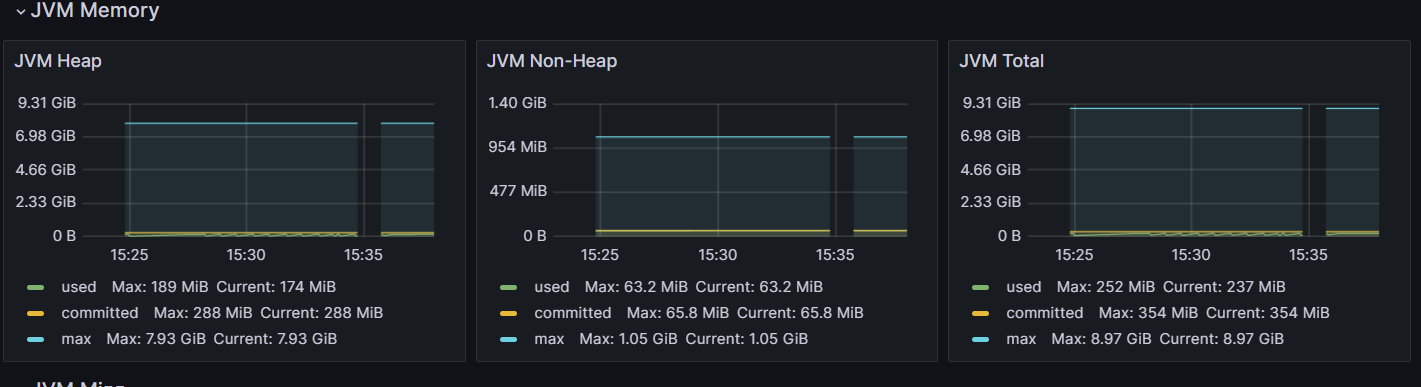 JVM Memory
JVM Heap
9.31 GiB
6.98 GiB
4.66 GiB
2.33 GiB
0 B
15:25 15:30 15:35
used Max: 189 MiB Current: 174 MiB
committed Max: 288 MiB Current: 288 MiB
max Max: 7.93 GiB Current: 7.93 GiB
JVM Non-Heap
1.40 GiB
954 MiB
477 MiB
0 B
15:25 15:30 15:35
used Max: 63.2 MiB Current: 63.2 MiB
committed Max: 65.8 MiB Current: 65.8 MiB
max Max: 1.05 GiB Current: 1.05 GiB
JVM Total
9.31 GiB
6.98 GiB
4.66 GiB
2.33 GiB
0 B
15:25 15:30 15:35
used Max: 252 MiB Current: 237 MiB
committed Max: 354 MiB Current: 354 MiB
max Max: 8.97 GiB Current: 8.97 GiB
JVM Misc